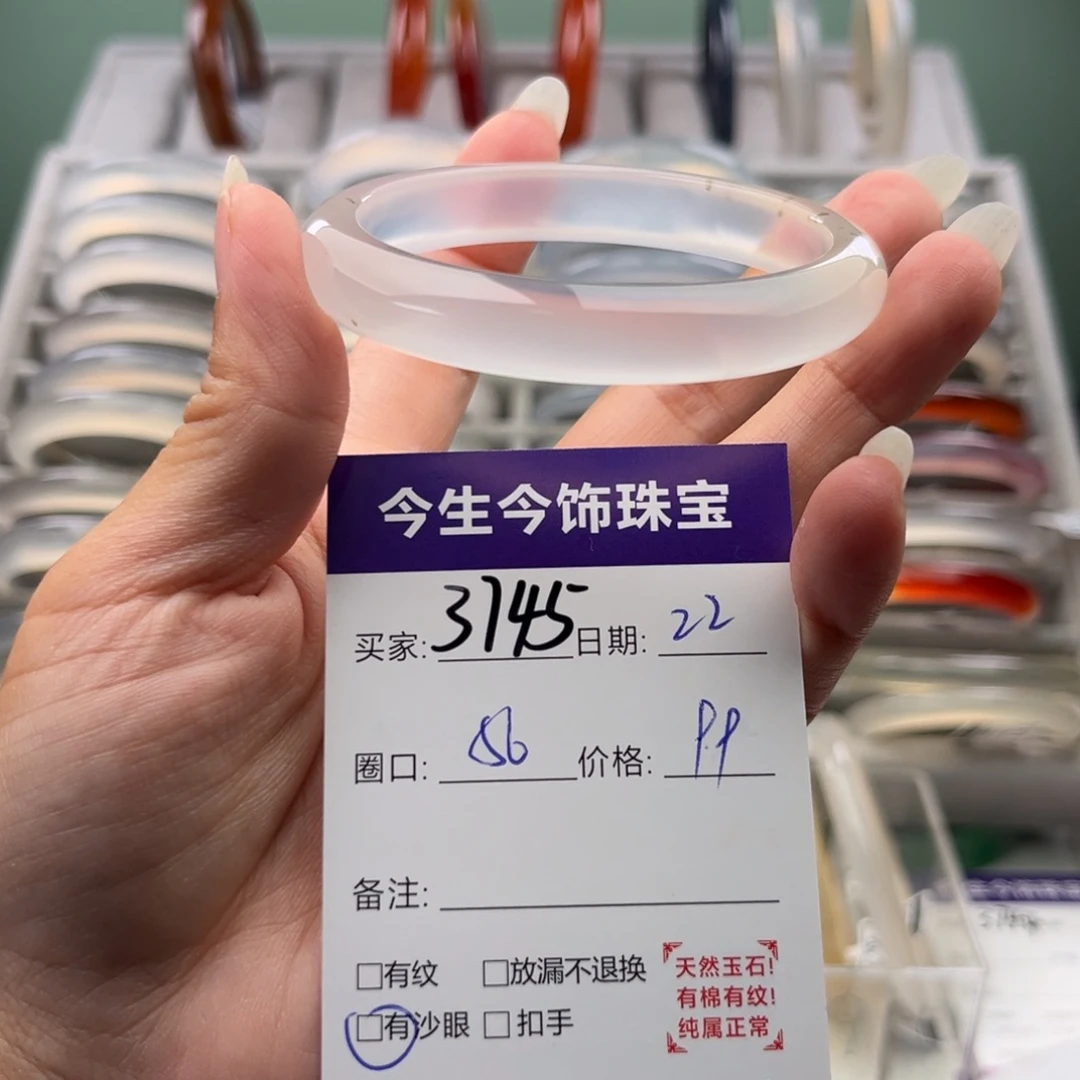 今生今饰珠宝
买家: 3745 日期: 22
圈口: 56 价格: 99
备注:
□有纹 □放漏不退换
□有沙眼 □扣手
天然玉石!
有棉有纹!
纯属正常